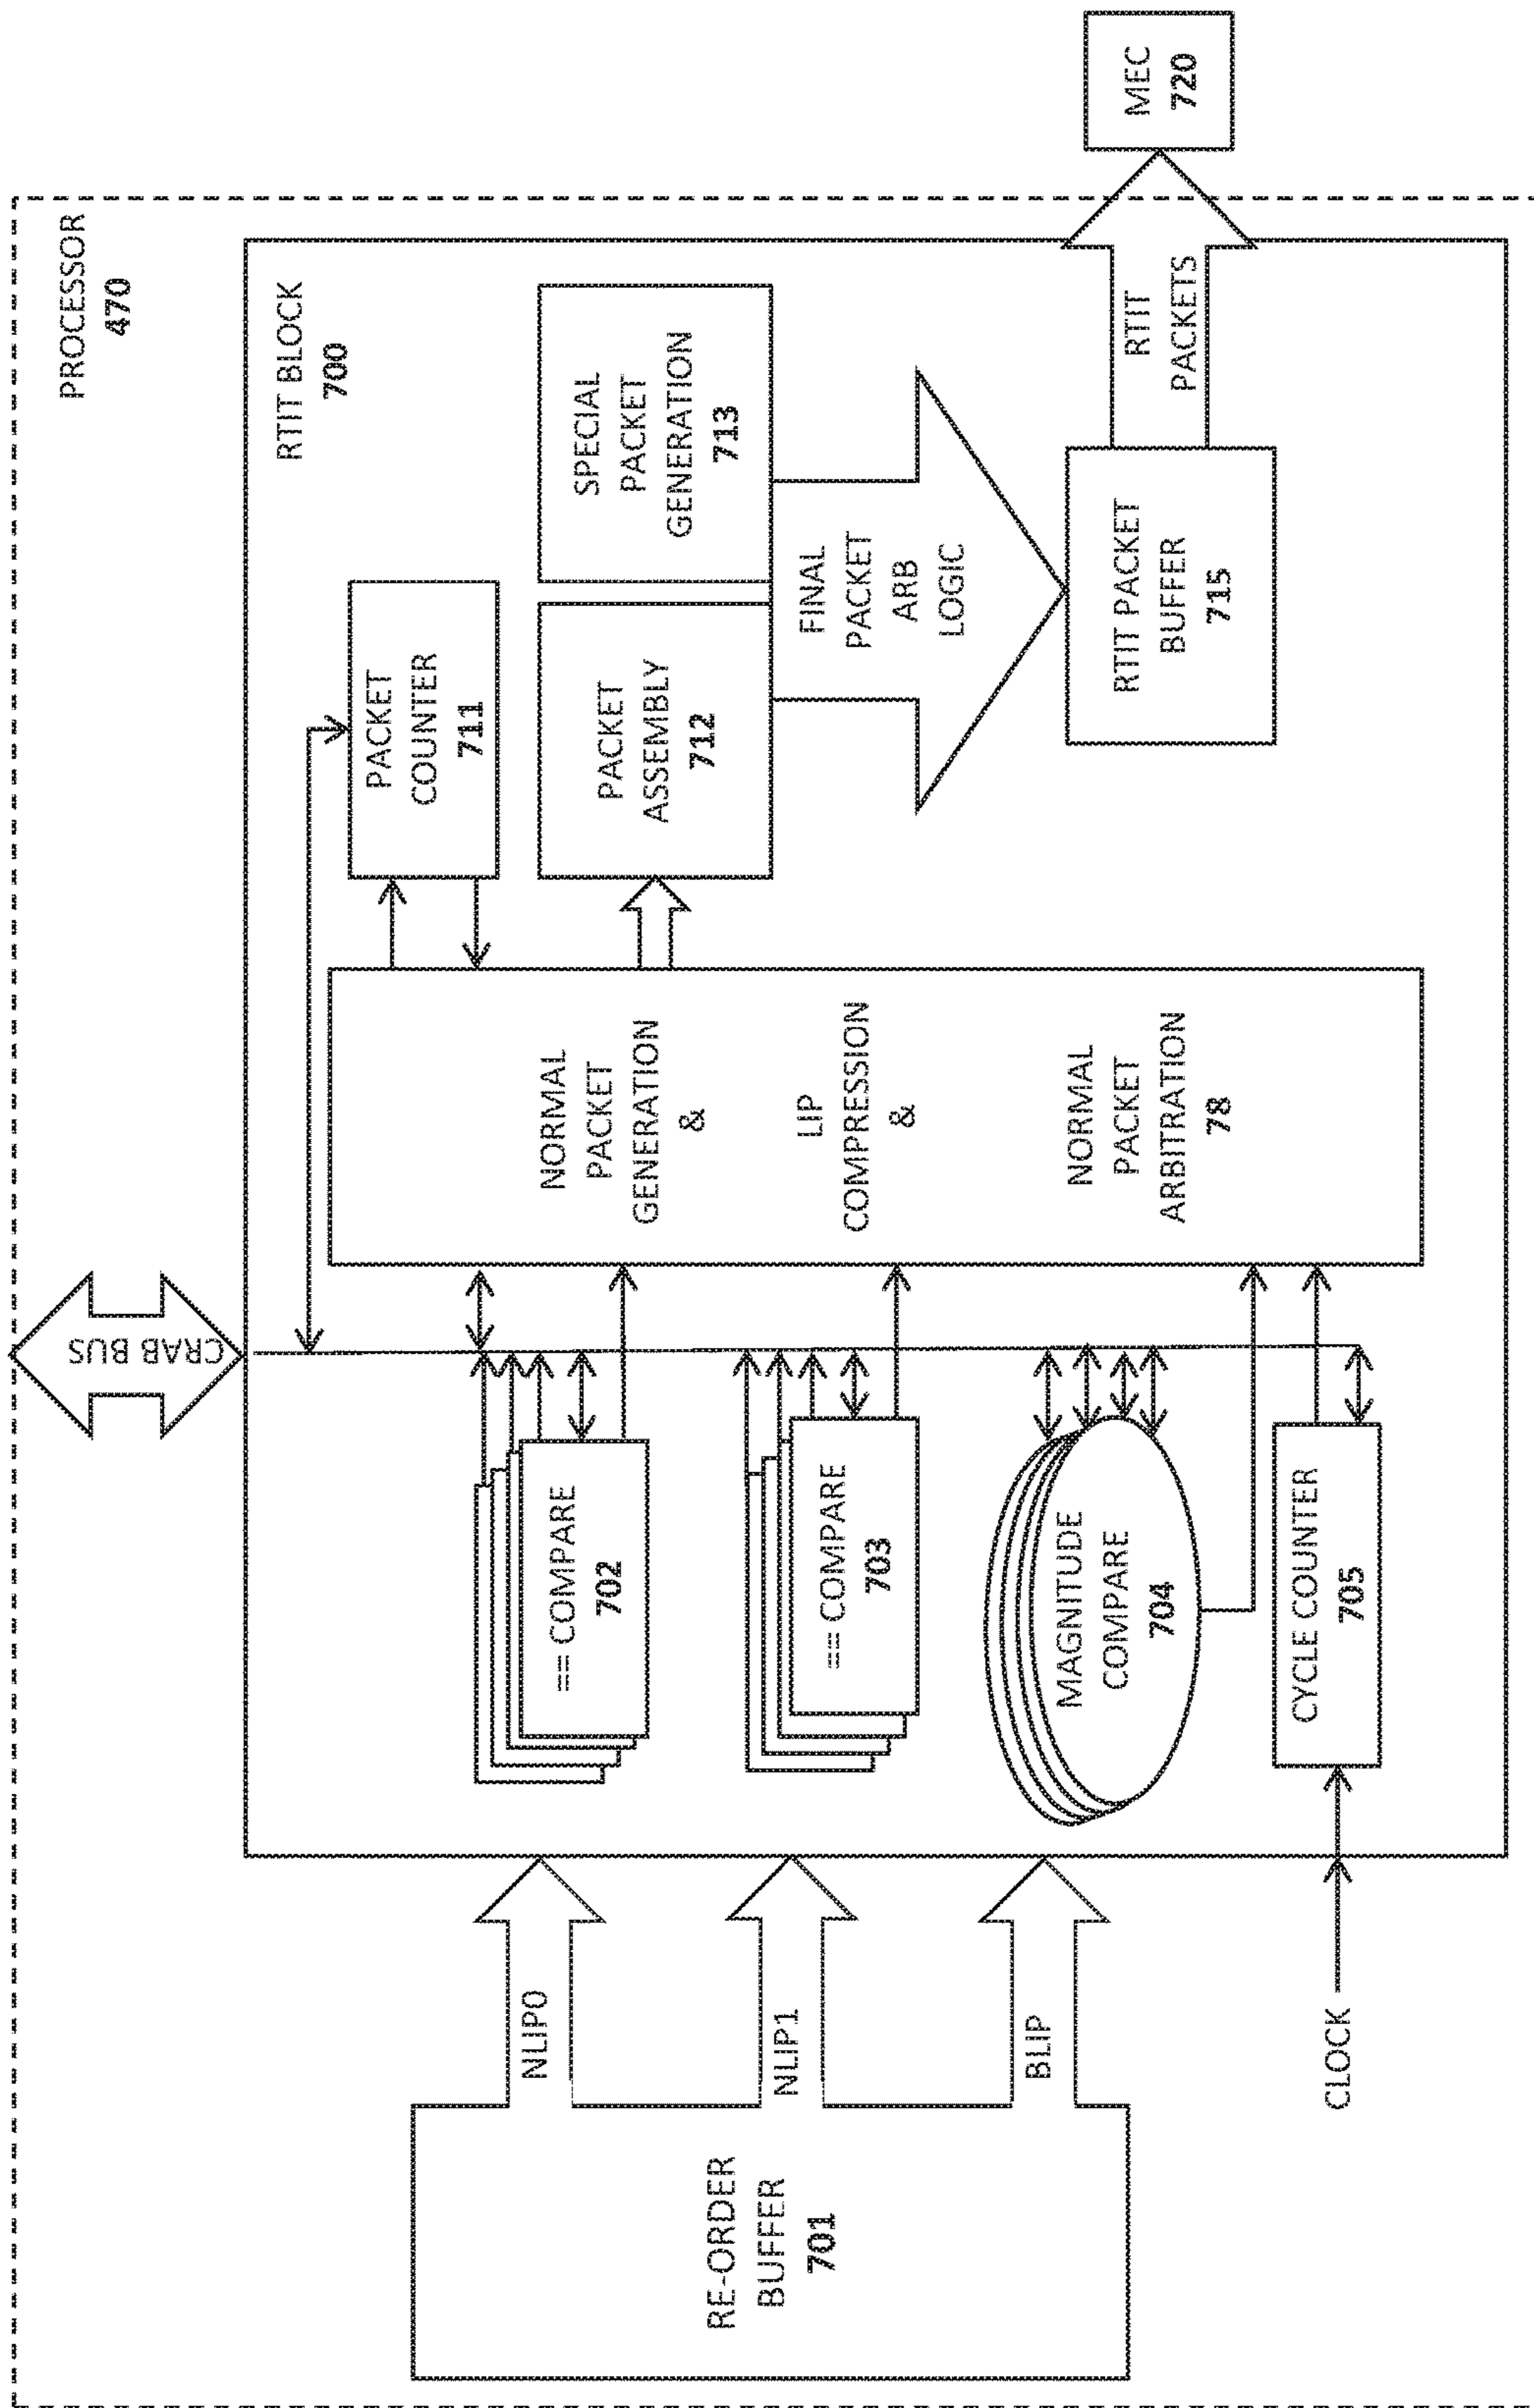 PROCESSOR
470
CRAB BUS
RTIT BLOCK
700
RE-ORDER
BUFFER
701
NLIP0
NLIP1
BLIP
CLOCK
== COMPARE
702
== COMPARE
703
MAGNITUDE
COMPARE
704
CYCLE COUNTER
705
NORMAL
PACKET
GENERATION
&
LIP
COMPRESSION
&
NORMAL
PACKET
ARBITRATION
78
PACKET
COUNTER
711
PACKET
ASSEMBLY
712
SPECIAL
PACKET
GENERATION
713
FINAL
PACKET
ARB
LOGIC
RTIT PACKET
BUFFER
715
RTIT
PACKETS
MEC
720